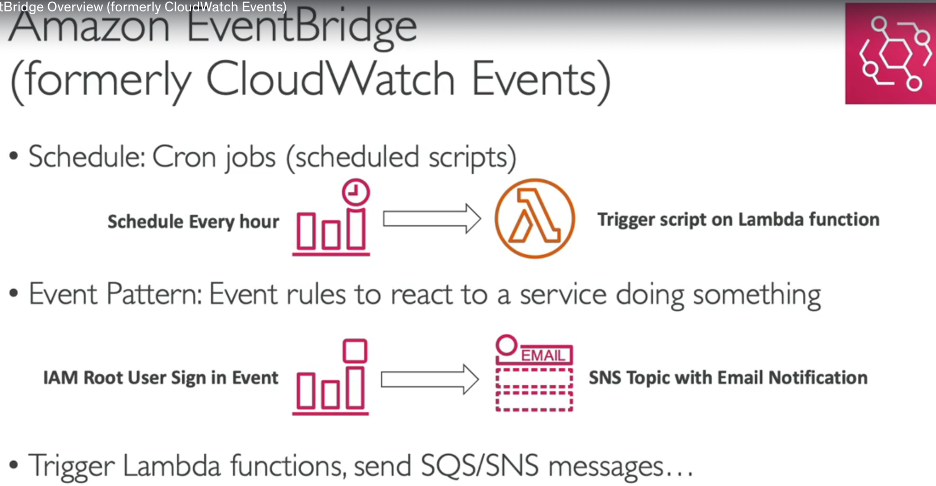 tBridge Overview (formerly CloudWatch Events)
Amazon EventBridge
(formerly CloudWatch Events)
• Schedule: Cron jobs (scheduled scripts)
Schedule Every hour
Trigger script on Lambda function
• Event Pattern: Event rules to react to a service doing something
IAM Root User Sign in Event
EMAIL
SNS Topic with Email Notification
• Trigger Lambda functions, send SQS/SNS messages…